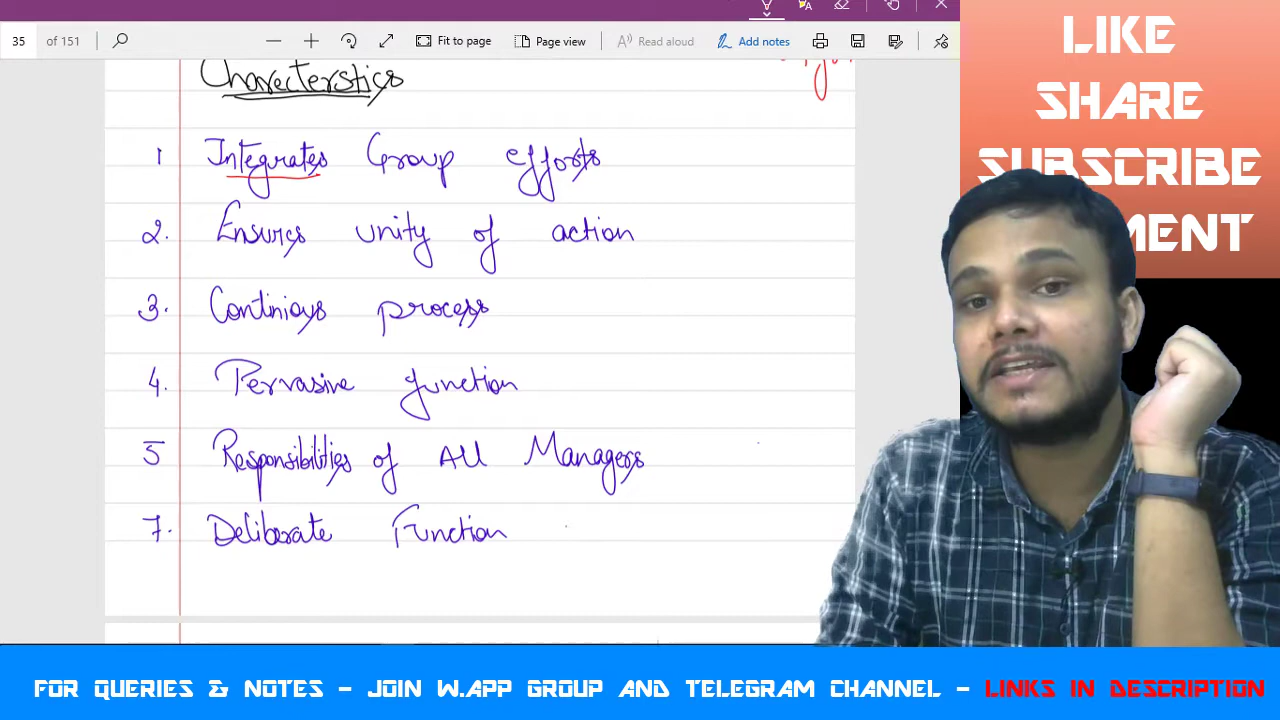 35 of 151 Fit to page Page view Read aloud Add notes
LIKE
SHARE
SUBSCRIBE
MENT
Charecterstics
1 Integrates Group efforts
2. Ensures unity of action
3. Continious process
4. Pervasive function
5 Responsibilities of All Managers
7. Deliberate Function
FOR QUERIES & NOTES - JOIN W.APP GROUP AND TELEGRAM CHANNEL - LINKS IN DESCRIPTION